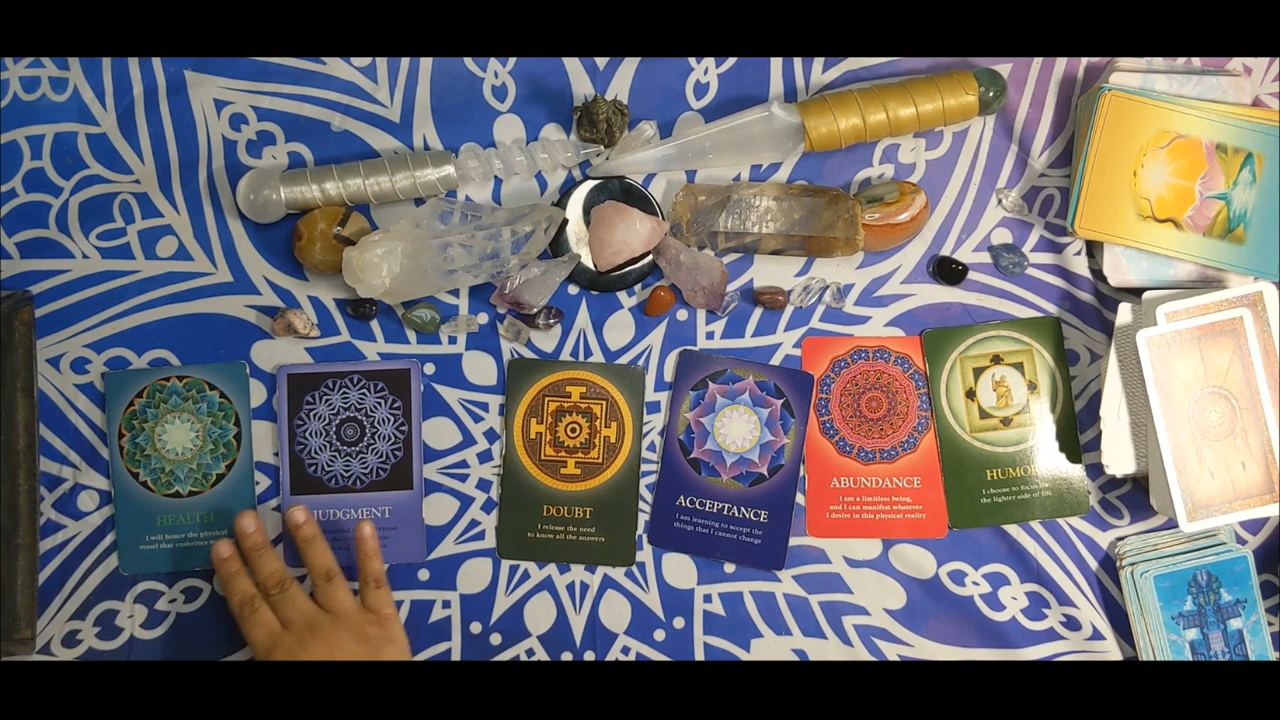 HEALTH
I will honor the physical
vessel that enshrines
JUDGMENT
DOUBT
I release the need
to know all the answers
ACCEPTANCE
I am learning to accept the
things that I cannot change
ABUNDANCE
I am a limitless being,
and I can manifest whatever
I desire in this physical reality
HUMOR
I choose to focus
the lighter side of life